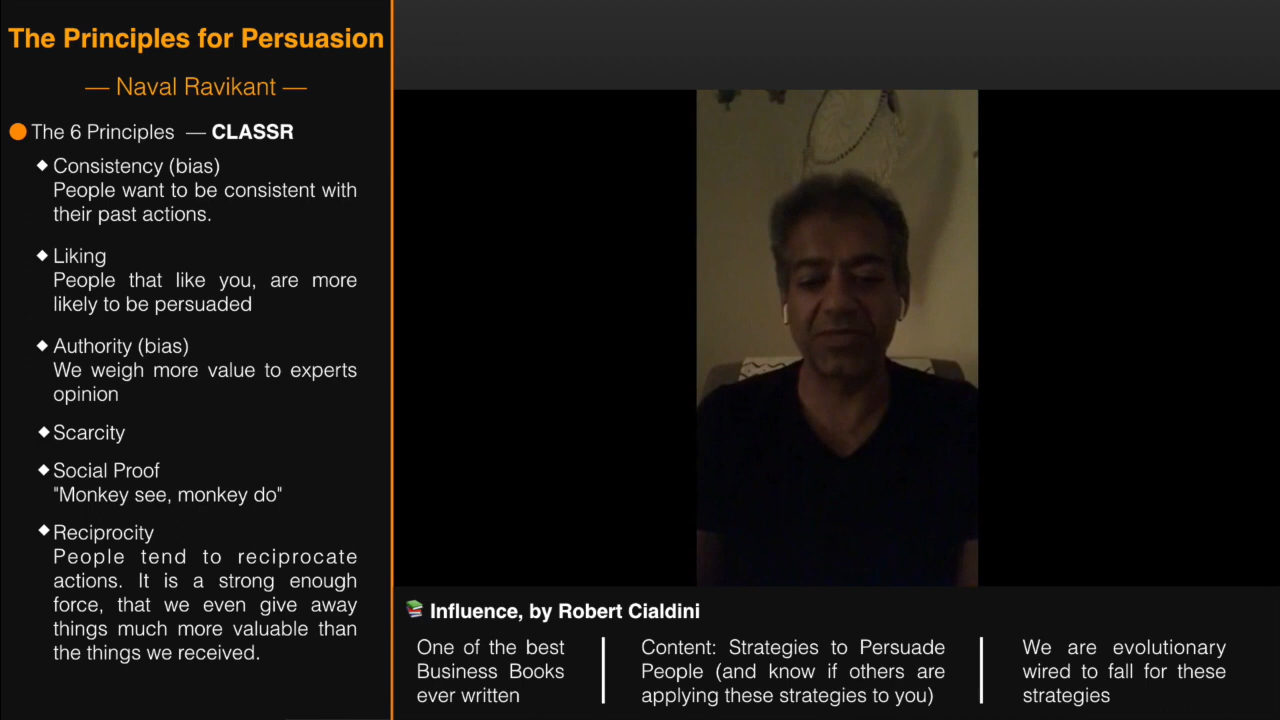 The Principles for Persuasion
— Naval Ravikant —
The 6 Principles — CLASSR
Consistency (bias)
People want to be consistent with
their past actions.
Liking
People that like you, are more
likely to be persuaded
Authority (bias)
We weigh more value to experts
opinion
Scarcity
Social Proof
"Monkey see, monkey do"
Reciprocity
People tend to reciprocate
actions. It is a strong enough
force, that we even give away
things much more valuable than
the things we received.
Influence, by Robert Cialdini
One of the best
Business Books
ever written
Content: Strategies to Persuade
People (and know if others are
applying these strategies to you)
We are evolutionary
wired to fall for these
strategies